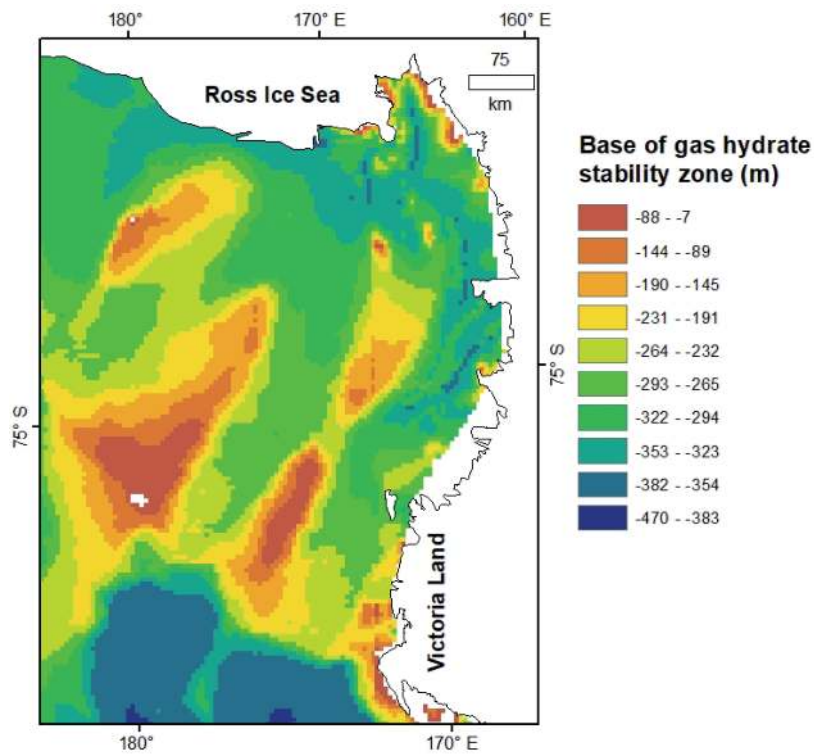 180° 170° E 160° E
75
Ross Ice Sea
km
Base of gas hydrate
stability zone (m)
-88 - -7
-144 - -89
-190 - -145
-231 - -191
-264 - -232
-293 - -265
-322 - -294
-353 - -323
-382 - -354
-470 - -383
75° S
75° S
Victoria Land
180° 170° E